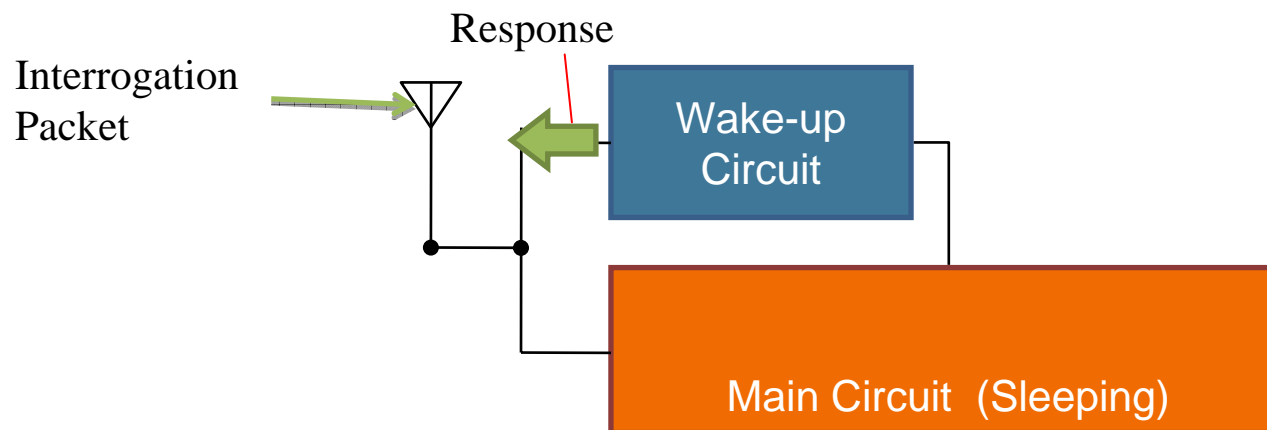 Response
Interrogation
Packet
Wake-up
Circuit
Main Circuit  (Sleeping)